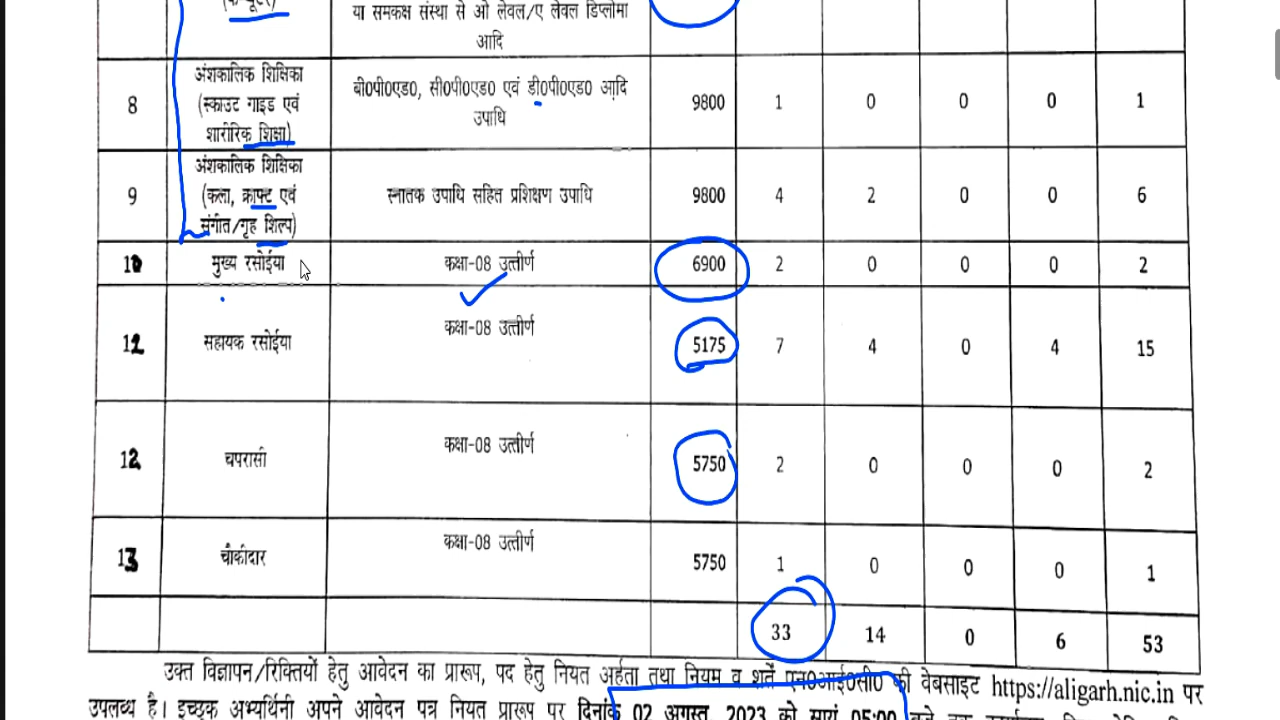 या समकक्ष संस्था से ओ लेवल/ए लेवल डिप्लोमा
आदि
8 अंशकालिक शिक्षिका (स्काउट गाइड एवं शारीरिक शिक्षा) बी0पी0एड0, सी0पी0एड0 एवं डी0पी0एड0 आदि उपाधि 9800 1 0 0 0 1
9 अंशकालिक शिक्षिका (कला, क्राफ्ट एवं संगीत/गृह शिल्प) स्नातक उपाधि सहित प्रशिक्षण उपाधि 9800 4 2 0 0 6
10 मुख्य रसोईया कक्षा-08 उत्तीर्ण 6900 2 0 0 0 2
सहायक रसोईया कक्षा-08 उत्तीर्ण 5175 7 4 0 4 15
12 चपरासी कक्षा-08 उत्तीर्ण 5750 2 0 0 0 2
13 चौकीदार कक्षा-08 उत्तीर्ण 5750 1 0 0 0 1
33 14 0 6 53
उक्त विज्ञापन/रिक्तियों हेतु आवेदन का प्रारूप, पद हेतु नियत अर्हता तथा नियम व शर्तें एन0आई0सी0 की वेबसाइट https://aligarh.nic.in पर
उपलब्ध है। इच्छुक अभ्यर्थिनी अपने आवेदन पत्र नियत प्रारूप पर दिनांक 02 अगस्त, 2023 को सायं 05:00